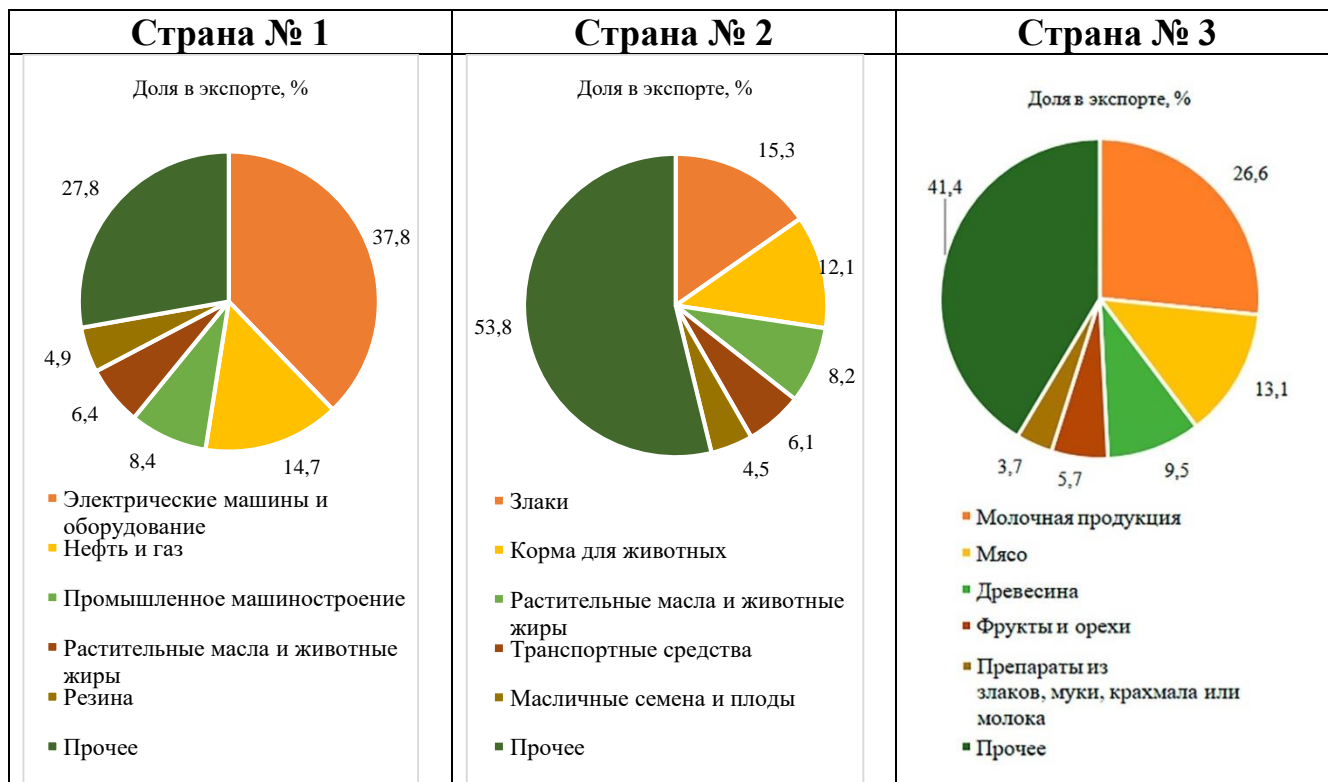 Страна № 1
Страна № 2
Страна № 3
Доля в экспорте, %
27,8
37,8
4,9
6,4
8,4
14,7
Электрические машины и
оборудование
Нефть и газ
Промышленное машиностроение
Растительные масла и животные
жиры
Резина
Прочее
Доля в экспорте, %
15,3
12,1
53,8
8,2
6,1
4,5
Злаки
Корма для животных
Растительные масла и животные
жиры
Транспортные средства
Масличные семена и плоды
Прочее
Доля в экспорте, %
41,4
26,6
13,1
3,7
5,7
9,5
Молочная продукция
Мясо
Древесина
Фрукты и орехи
Препараты из
злаков, муки, крахмала или
молока
Прочее